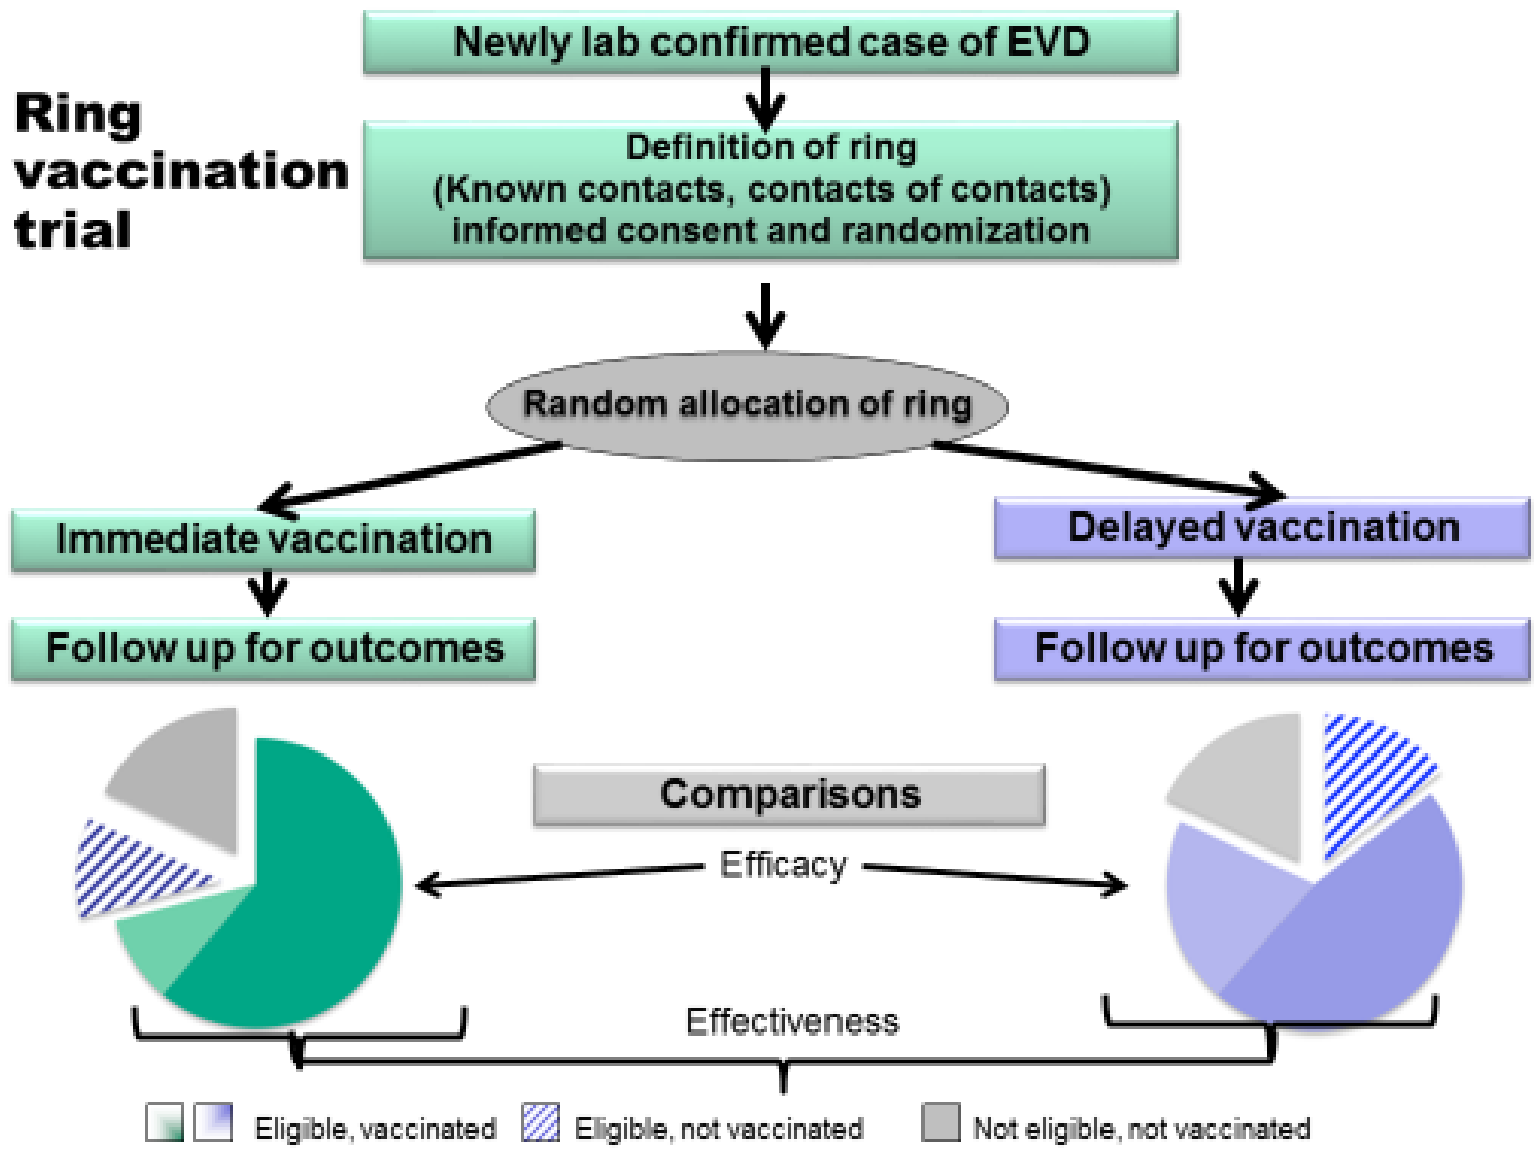 Newly lab confirmed case of EVD
Ring
vaccination
trial
Definition of ring
(Known contacts, contacts of contacts)
informed consent and randomization
Random allocation of ring
Immediate vaccination
Delayed vaccination
Follow up for outcomes
Follow up for outcomes
Comparisons
Efficacy
Effectiveness
Eligible, vaccinated
Eligible, not vaccinated
Not eligible, not vaccinated